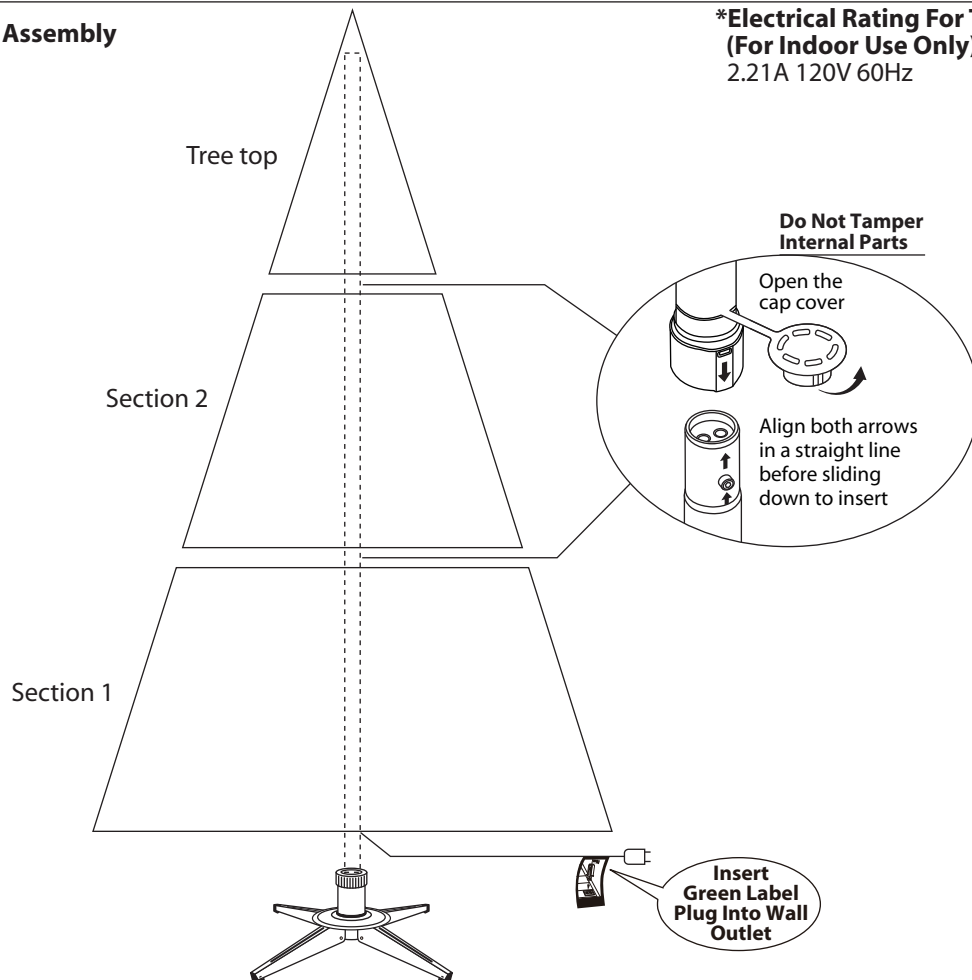 Assembly
*Electrical Rating For
(For Indoor Use Only)
2.21A 120V 60Hz
Tree top
Do Not Tamper
Internal Parts
Open the
cap cover
Section 2
Align both arrows
in a straight line
before sliding
down to insert
Section 1
Insert
Green Label
Plug Into Wall
Outlet